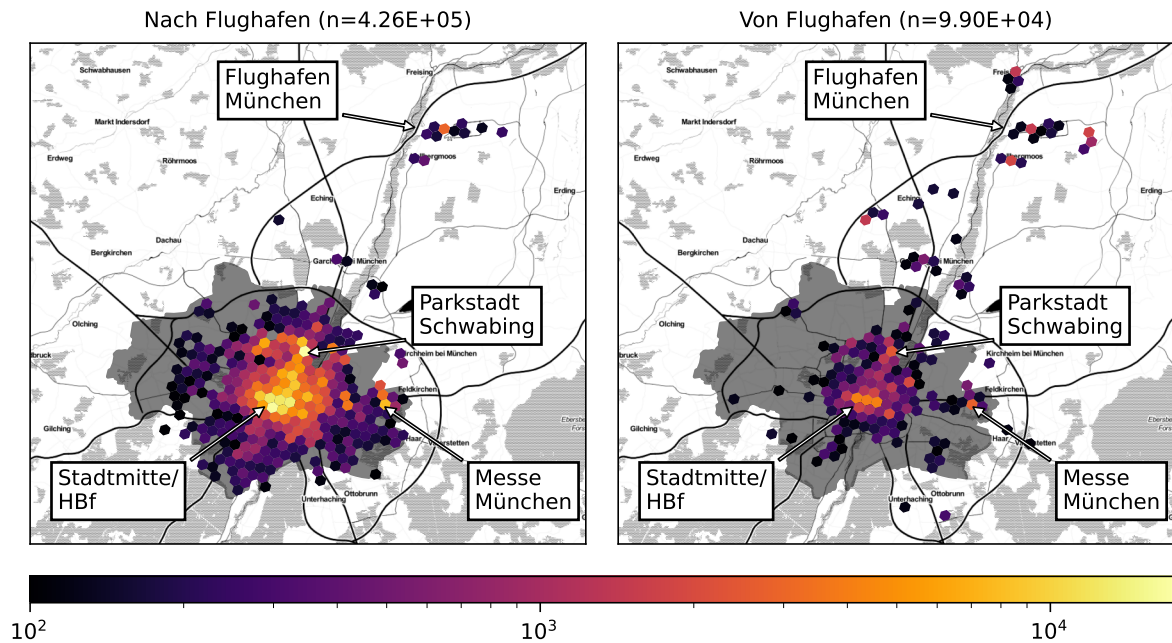 Nach Flughafen (n=4.26E+05)
Schwabhausen
Flughafen
München
Freising
Markt Indersdorf
Erdweg
Röhrmoos
Erding
Eching
Dachau
Bergkirchen
Parkstadt
Schwabing
Olching
Kirchheim bei München
Feldkirchen
Gilching
Haar
Stadtmitte/
HBf
Messe
München
Unterhaching
Ottobrunn
Von Flughafen (n=9.90E+04)
Schwabhausen
Flughafen
München
Markt Indersdorf
Erdweg
Röhrmoos
Erding
Eching
Dachau
Bergkirchen
Parkstadt
Schwabing
Olching
Kirchheim bei München
Feldkirchen
Gilching
Haar
Stadtmitte/
HBf
Messe
München
Unterhaching
Ottobrunn
10² 10³ 10⁴